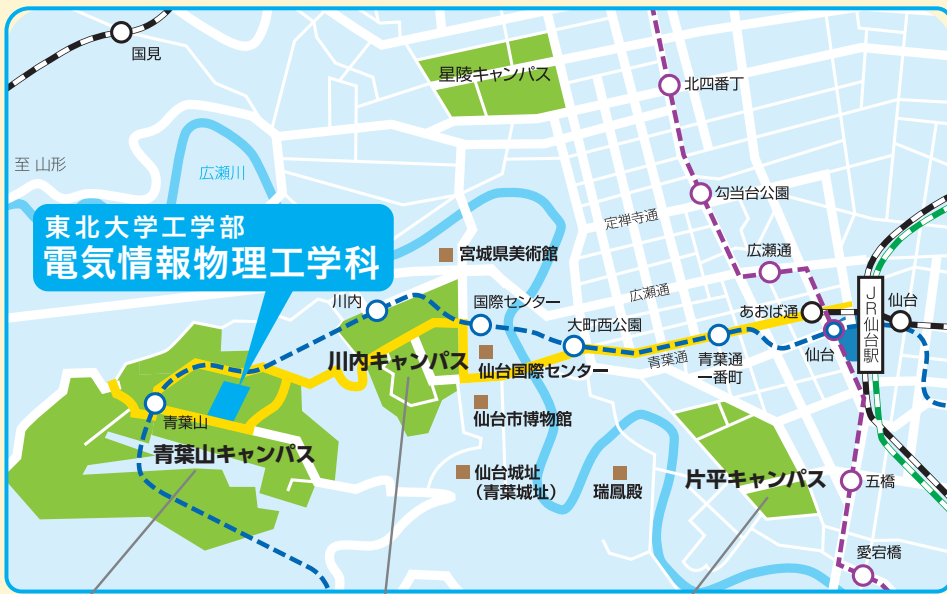 国見
星陵キャンパス
北四番丁
至 山形
広瀬川
勾当台公園
定禅寺通
東北大学工学部
電気情報物理工学科
宮城県美術館
広瀬通
広瀬通
川内
国際センター
あおば通
JR仙台駅
仙台
大町西公園
仙台
川内キャンパス
仙台国際センター
青葉通
青葉通
一番町
青葉山
仙台市博物館
青葉山キャンパス
仙台城址
(青葉城址)
瑞鳳殿
片平キャンパス
五橋
愛宕橋